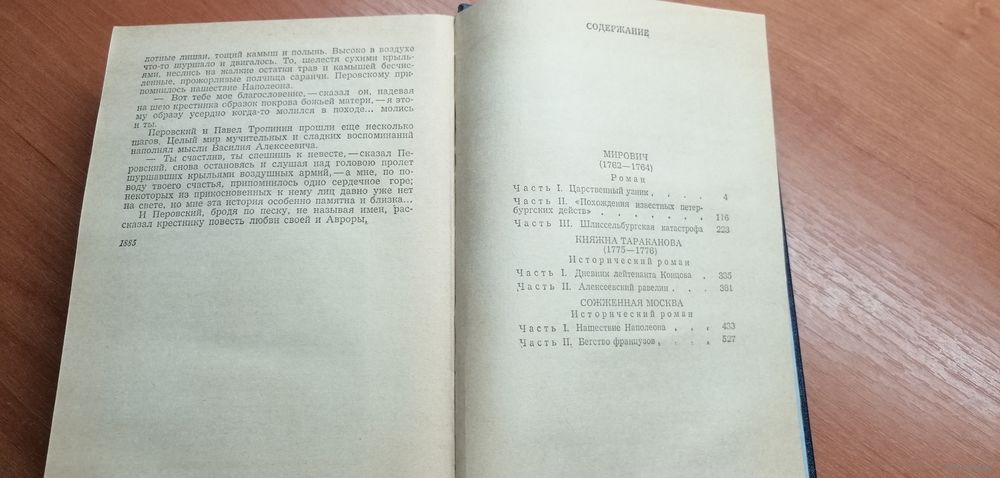 лотные лишаи, тощий камыш и полынь. Высоко в воздухе
что-то шуршало и двигалось. То, шелестя сухими крыль-
ями, неслись на жалкие остатки трав и камышей бесчис-
ленные, прожорливые полчища саранчи. Перовскому при-
помнилось нашествие Наполеона.
— Вот тебе мое благословение, — сказал он, надевая
на шею крестника образок покрова божьей матери, — я это-
му образу усердно когда-то молился в походе... молись
и ты.
Перовский и Павел Тропинин прошли еще несколько
шагов. Целый мир мучительных и сладких воспоминаний
наполнял мысли Василия Алексеевича.
— Ты счастлив, ты спешишь к невесте, — сказал Пе-
ровский, снова остановясь и слушая над головою пролет
шуршавших крыльями воздушных армий, — а мне, по по-
воду твоего счастья, припомнилось одно сердечное горе;
некоторых из прикосновенных к нему лиц давно уже нет
на свете, но мне эта история особенно памятна и близка...
И Перовский, бродя по песку, не называя имен, рас-
сказал крестнику повесть любви своей и Авроры.
1885
СОДЕРЖАНИЕ
МИРОВИЧ
(1762—1764)
Роман
Часть I. Царственный узник . . . 4
Часть II. «Похождения известных петер-
бургских действ» . . . . . . . 116
Часть III. Шлиссельбургская катастрофа 223
КНЯЖНА ТАРАКАНОВА
(1775—1776)
Исторический роман
Часть I. Дневник лейтенанта Концова . 335
Часть II. Алексеевский равелин . . . 381
СОЖЖЕННАЯ МОСКВА
Исторический роман
Часть I. Нашествие Наполеона . . . 433
Часть II. Бегство французов . . . . 527